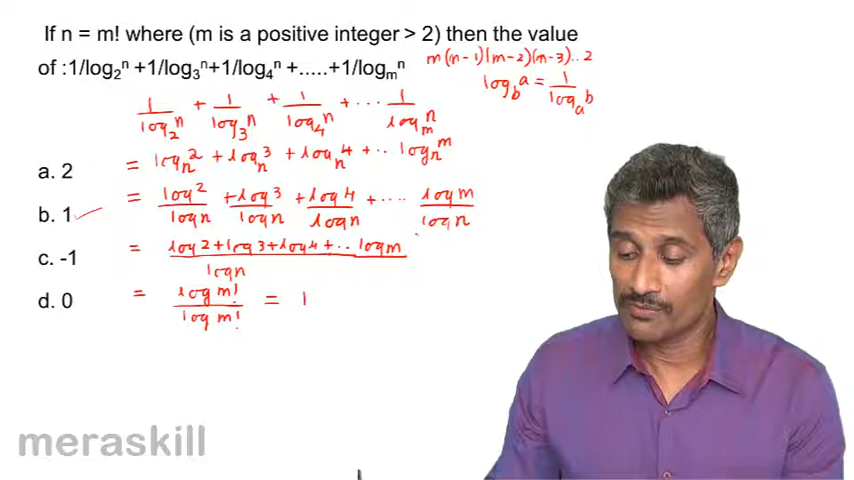 If n = m! where (m is a positive integer > 2) then the value
of :1/log₂ⁿ +1/log₃ⁿ+1/log₄ⁿ +.....+1/logₘⁿ
m(n-1)(m-2)(m-3)..2
log_b a = 1/log_a b
1/log₂ⁿ + 1/log₃ⁿ + 1/log₄ⁿ + ... 1/logₘⁿ
= logₙ² + logₙ³ + logₙ⁴ + .. logₙᵐ
a. 2
= log2/logn + log3/logn + log4/logn + .... logm/logn
b. 1
= log2+log3+log4+.. logm/logn
c. -1
= logm!/logm! = 1
d. 0
meraskill